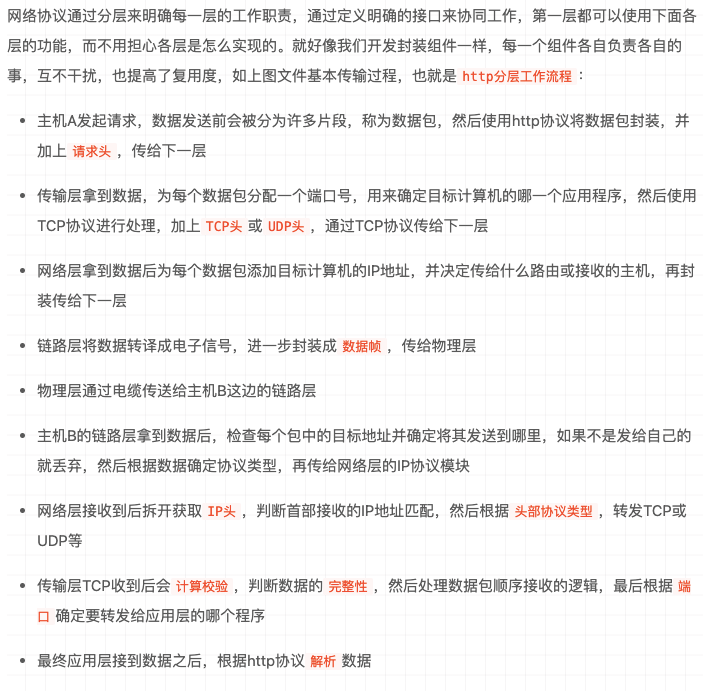 网络协议通过分层来明确每一层的工作职责，通过定义明确的接口来协同工作，第一层都可以使用下面各
层的功能，而不用担心各层是怎么实现的。就好像我们开发封装组件一样，每一个组件各自负责各自的
事，互不干扰，也提高了复用度，如上图文件基本传输过程，也就是 http分层工作流程：
主机A发起请求，数据发送前会被分为许多片段，称为数据包，然后使用http协议将数据包封装，并
加上 请求头，传给下一层
传输层拿到数据，为每个数据包分配一个端口号，用来确定目标计算机的哪一个应用程序，然后使用
TCP协议进行处理，加上 TCP头 或 UDP头，通过TCP协议传给下一层
网络层拿到数据后为每个数据包添加目标计算机的IP地址，并决定传给什么路由或接收的主机，再封
装传给下一层
链路层将数据转译成电子信号，进一步封装成 数据帧，传给物理层
物理层通过电缆传送给主机B这边的链路层
主机B的链路层拿到数据后，检查每个包中的目标地址并确定将其发送到哪里，如果不是发给自己的
就丢弃，然后根据数据确定协议类型，再传给网络层的IP协议模块
网络层接收到后拆开获取 IP头，判断首部接收的IP地址匹配，然后根据 头部协议类型，转发TCP或
UDP等
传输层TCP收到后会 计算校验，判断数据的 完整性，然后处理数据包顺序接收的逻辑，最后根据 端
口 确定要转发给应用层的哪个程序
最终应用层接到数据之后，根据http协议 解析 数据